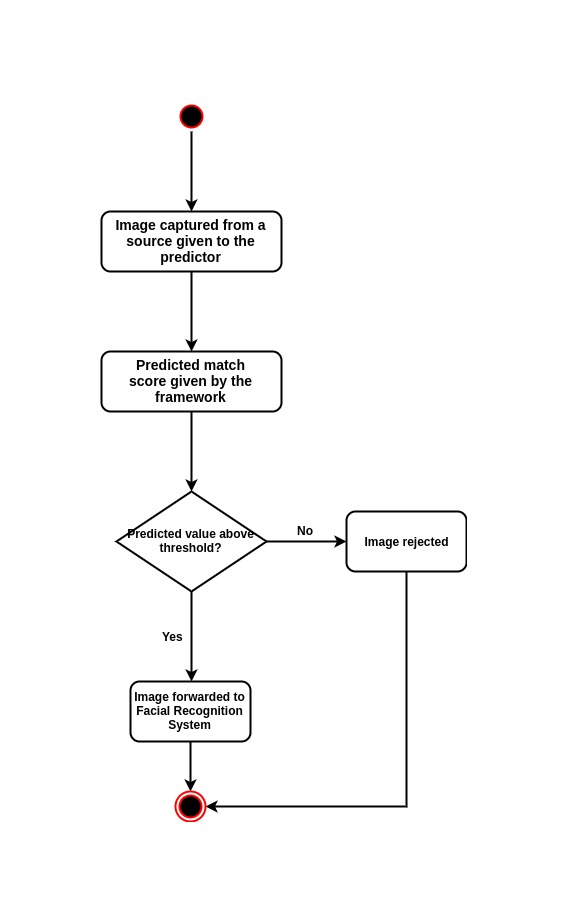 Image captured from a
source given to the
predictor
Predicted match
score given by the
framework
Predicted value above
threshold?
No
Image rejected
Yes
Image forwarded to
Facial Recognition
System